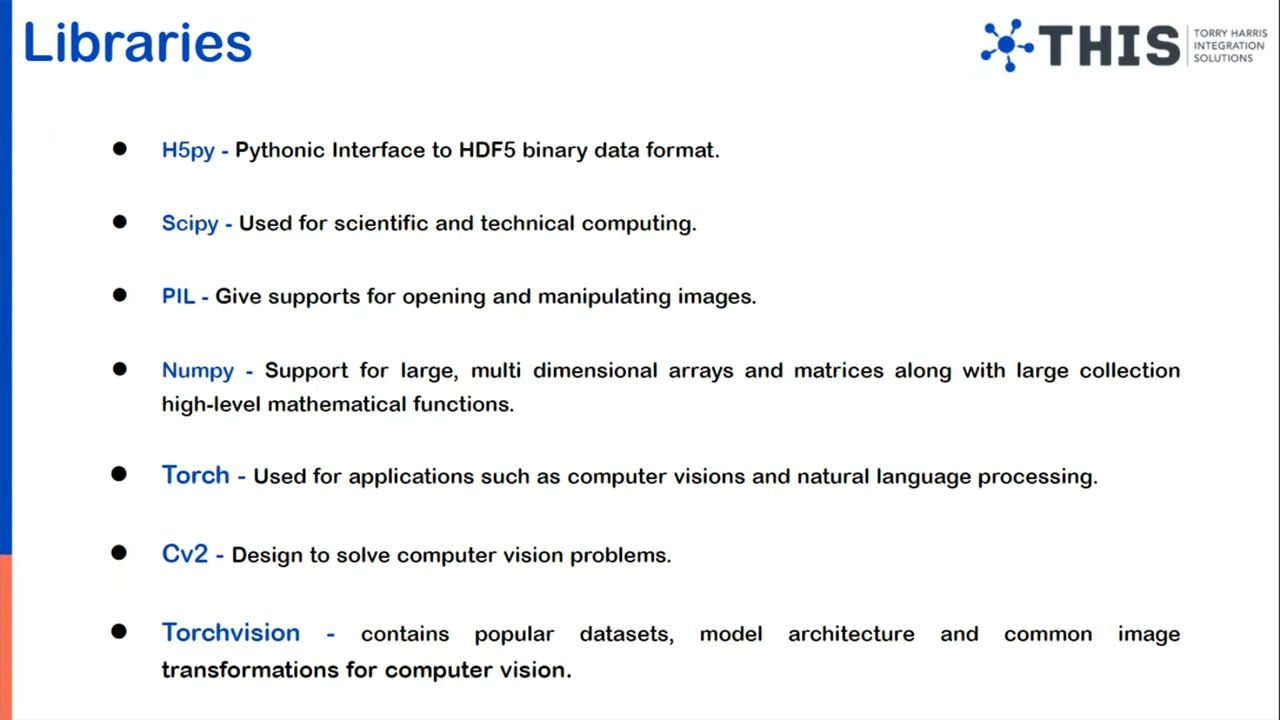 Libraries
THIS
TORRY HARRIS
INTEGRATION
SOLUTIONS
H5py - Pythonic Interface to HDF5 binary data format.
Scipy - Used for scientific and technical computing.
PIL - Give supports for opening and manipulating images.
Numpy - Support for large, multi dimensional arrays and matrices along with large collection
high-level mathematical functions.
Torch - Used for applications such as computer visions and natural language processing.
Cv2 - Design to solve computer vision problems.
Torchvision - contains popular datasets, model architecture and common image
transformations for computer vision.